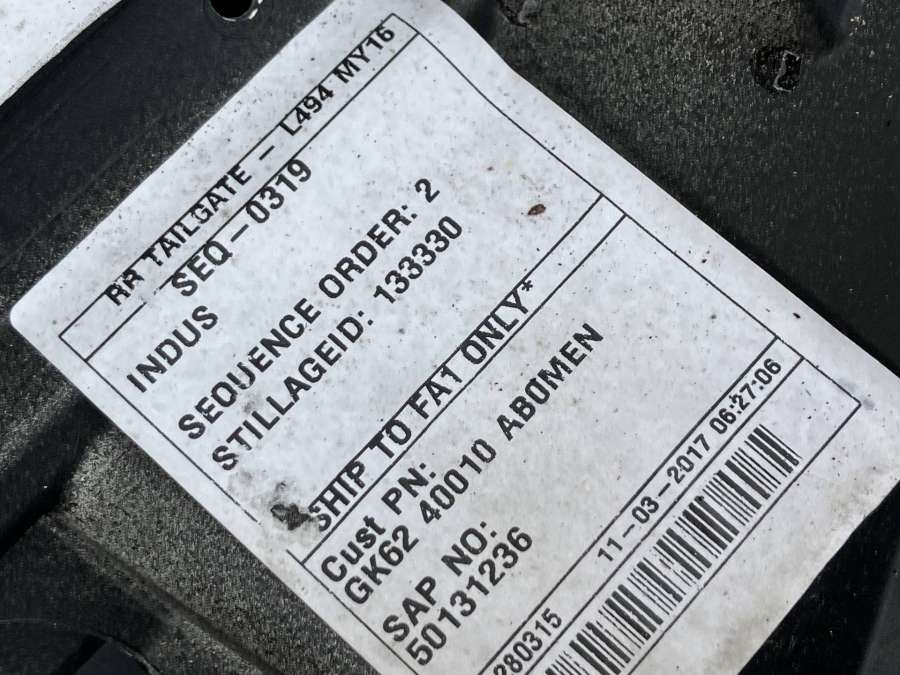 RR TAILGATE - L494 MY16
SEQ-0319
INDUS
SEQUENCE ORDER: 2
STILLAGEID: 133330
SHIP TO FA1 ONLY*
Cust PN:
GK62 40010 ABOMEN
SAP NO:
50131236
11-03-2017 06:27:06
280315